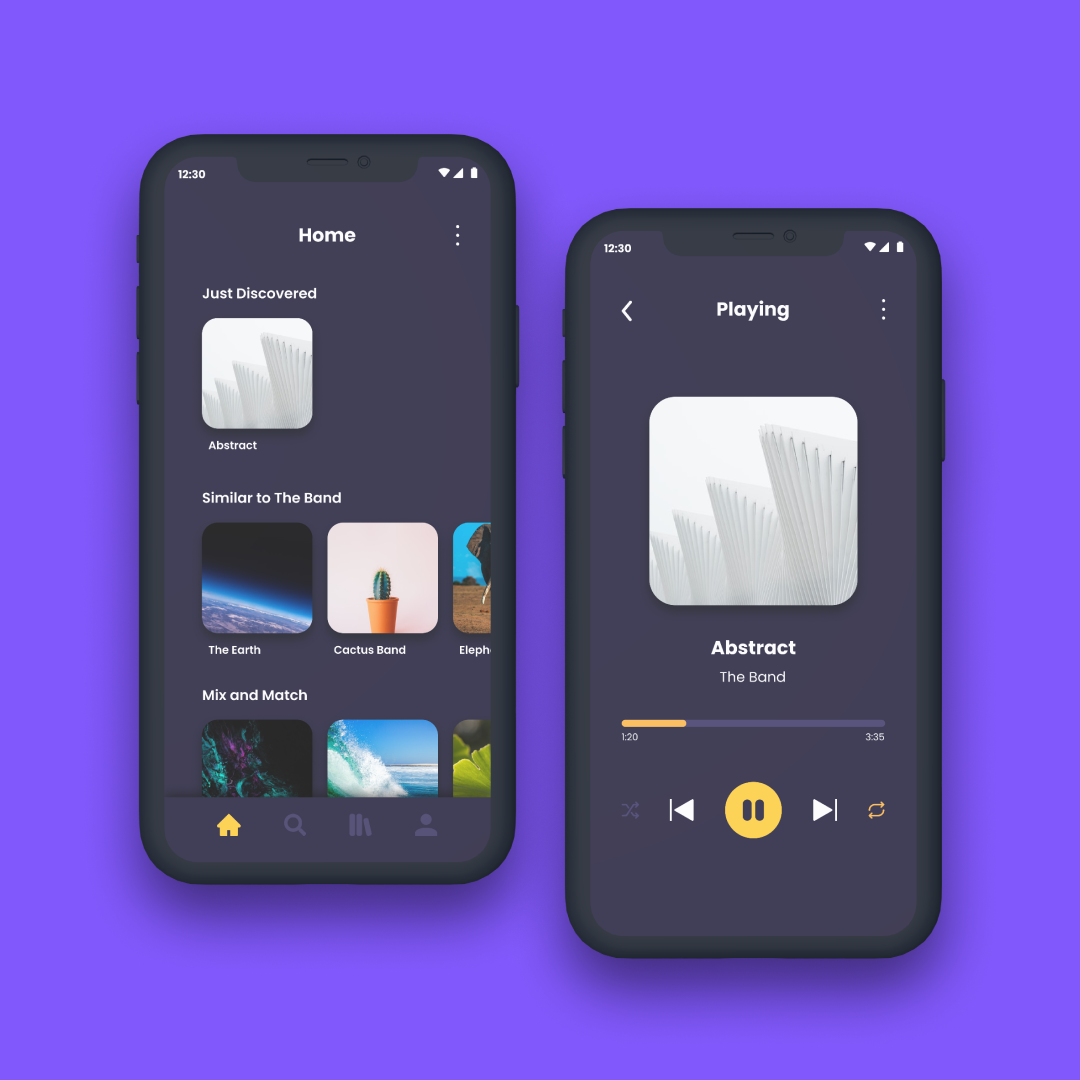 12:30
Home
Just Discovered
Abstract
Similar to The Band
The Earth
Cactus Band
Eleph
Mix and Match
12:30
Playing
Abstract
The Band
1:20
3:35